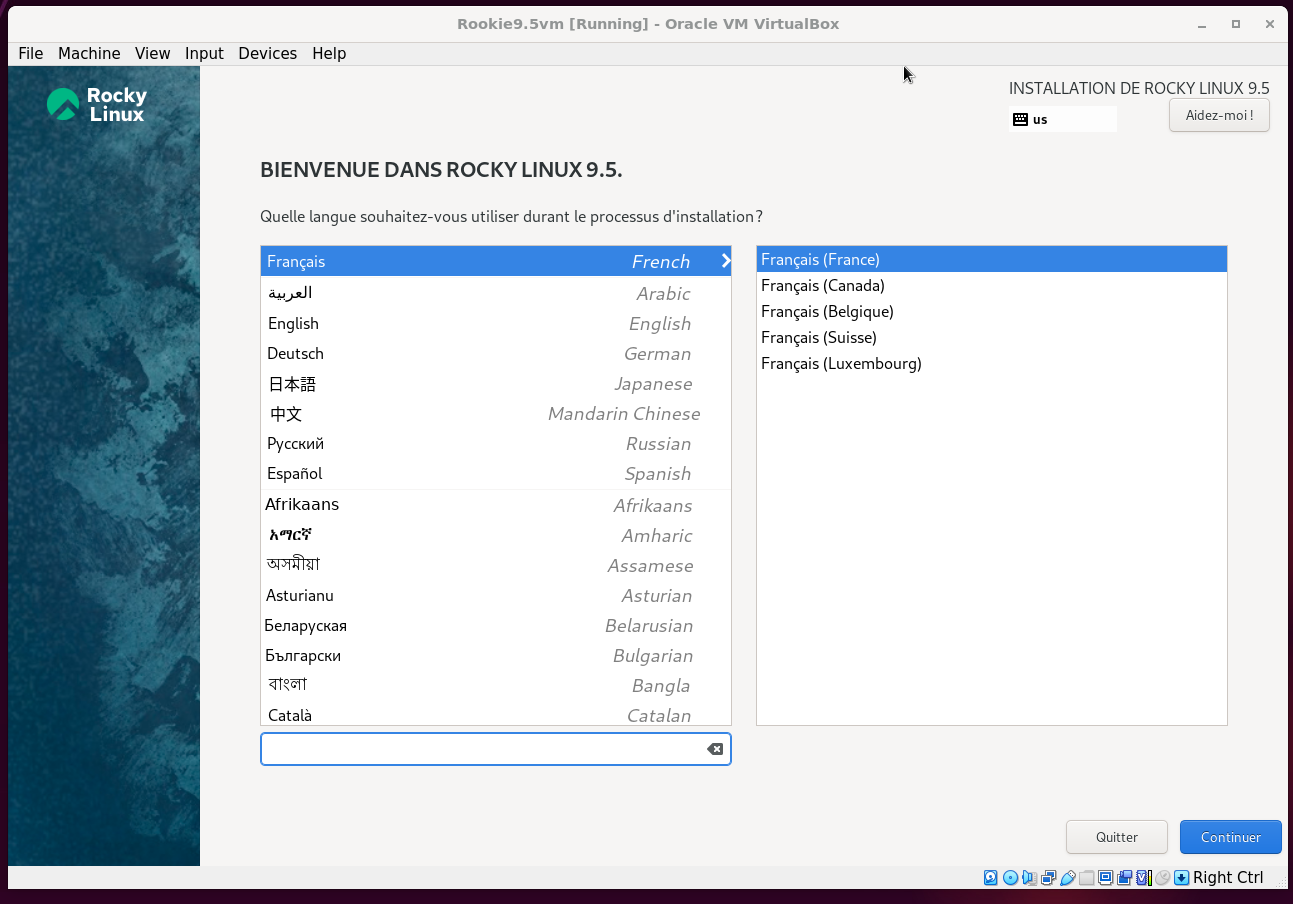 Rookie9.5vm [Running] - Oracle VM VirtualBox
File Machine View Input Devices Help
Rocky
Linux
INSTALLATION DE ROCKY LINUX 9.5
us
Aidez-moi !
BIENVENUE DANS ROCKY LINUX 9.5.
Quelle langue souhaitez-vous utiliser durant le processus d'installation ?
Français French
العربية Arabic
English English
Deutsch German
日本語 Japanese
中文 Mandarin Chinese
Русский Russian
Español Spanish
Afrikaans Afrikaans
አማርኛ Amharic
অসমীয়া Assamese
Asturianu Asturian
Беларуская Belarusian
Български Bulgarian
বাংলা Bangla
Català Catalan
Français (France)
Français (Canada)
Français (Belgique)
Français (Suisse)
Français (Luxembourg)
Quitter
Continuer
Right Ctrl